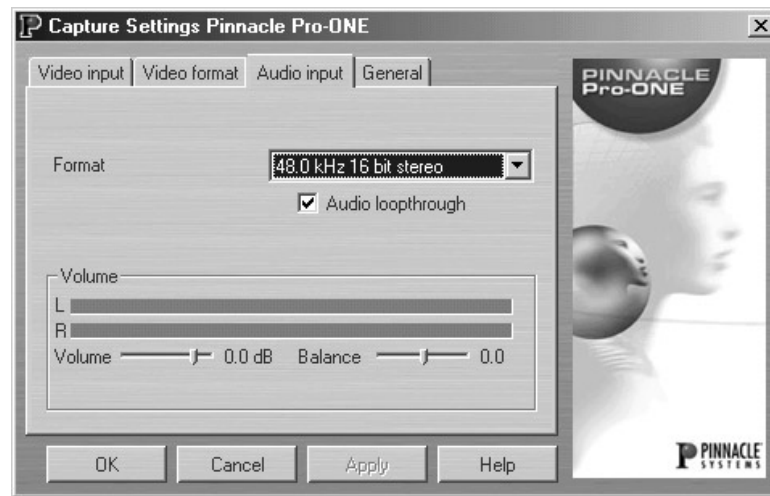 Capture Settings Pinnacle Pro-ONE
Video input
Video format
Audio input
General
Format
48.0 kHz 16 bit stereo
Audio loopthrough
Volume
L
R
Volume 0.0 dB Balance 0.0
OK
Cancel
Apply
Help
PINNACLE
Pro-ONE
PINNACLE
SYSTEMS